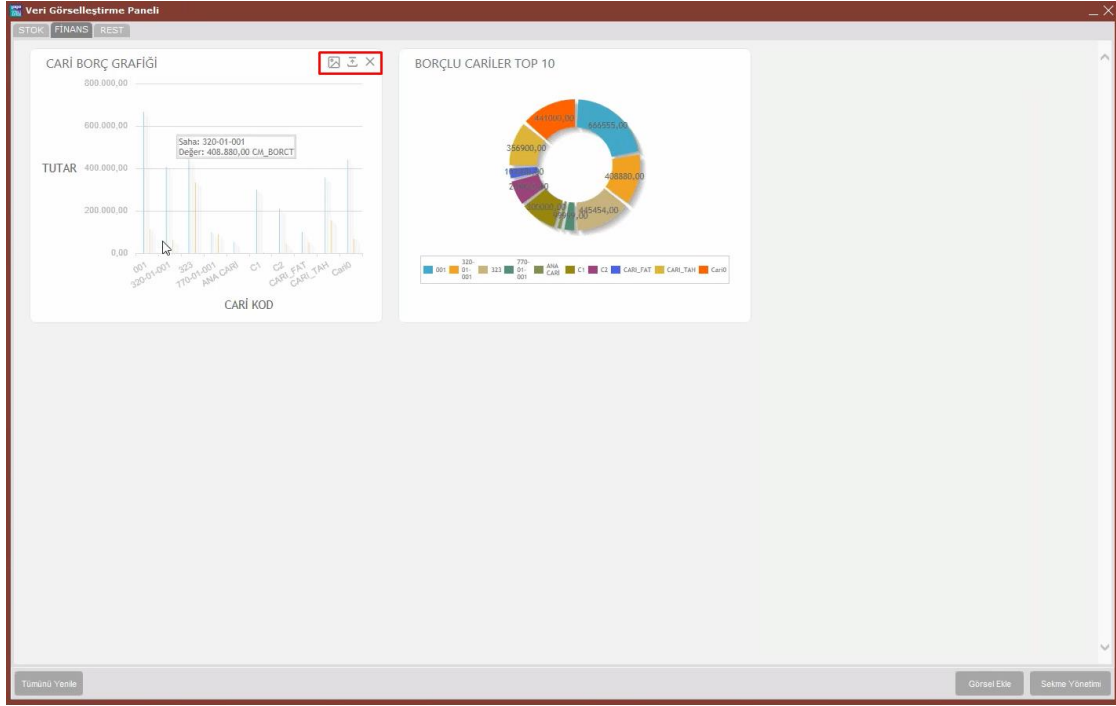 Veri Görselleştirme Paneli
STOK FİNANS REST
CARİ BORÇ GRAFİĞİ
800.000,00
600.000,00
TUTAR 400.000,00
200.000,00
0,00
Saha: 320-01-001
Değer: 408.880,00 CM_BORCT
001 320-01-001 323 770-01-001 ANA CARİ C1 C2 CARI_FAT CARI_TAH Cari0
CARİ KOD
BORÇLU CARİLER TOP 10
441000,00 666555,00
356900,00
408880,00
445454,00
001 320-01-001 323 770-01-001 ANA CARİ C1 C2 CARI_FAT CARI_TAH Cari0
Tümünü Yenile Görsel Ekle Sekme Yönetimi